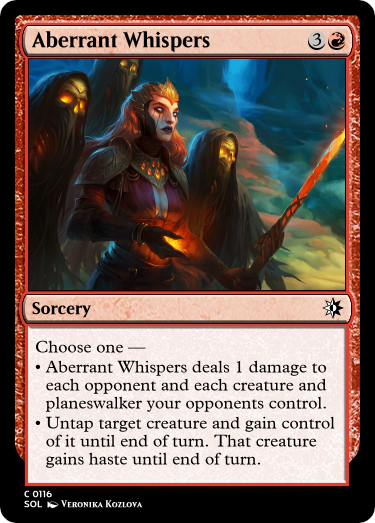 Aberrant Whispers 3
Sorcery
Choose one —
• Aberrant Whispers deals 1 damage to
each opponent and each creature and
planeswalker your opponents control.
• Untap target creature and gain control
of it until end of turn. That creature
gains haste until end of turn.
C 0116
SOL VERONIKA KOZLOVA